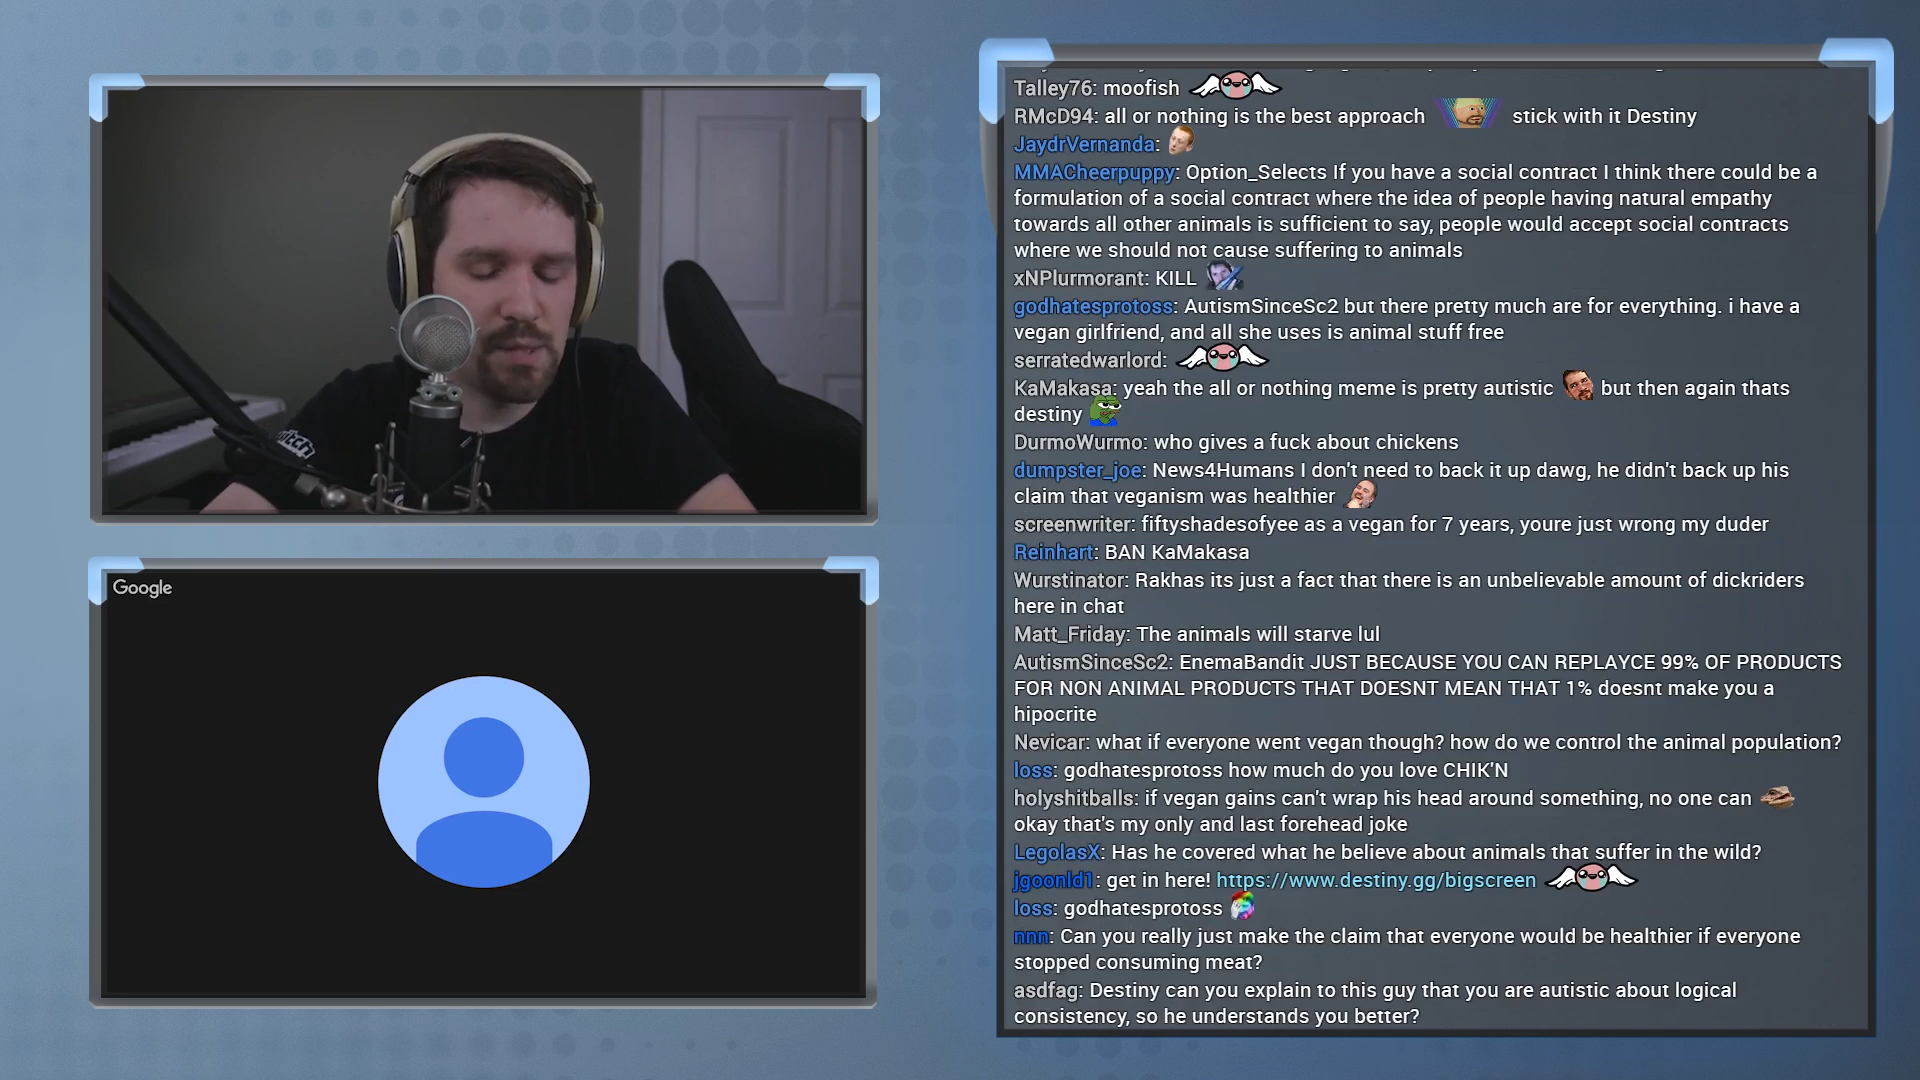 Talley76: moofish
RMcD94: all or nothing is the best approach stick with it Destiny
JaydrVernanda:
MMACheerpuppy: Option_Selects If you have a social contract I think there could be a
formulation of a social contract where the idea of people having natural empathy
towards all other animals is sufficient to say, people would accept social contracts
where we should not cause suffering to animals
xNPlurmorant: KILL
godhatesprotoss: AutismSinceSc2 but there pretty much are for everything. i have a
vegan girlfriend, and all she uses is animal stuff free
serratedwarlord:
KaMakasa: yeah the all or nothing meme is pretty autistic but then again thats
destiny
DurmoWurmo: who gives a fuck about chickens
dumpster_joe: News4Humans I don't need to back it up dawg, he didn't back up his
claim that veganism was healthier
screenwriter: fiftyshadesofyee as a vegan for 7 years, youre just wrong my duder
Reinhart: BAN KaMakasa
Wurstinator: Rakhas its just a fact that there is an unbelievable amount of dickriders
here in chat
Matt_Friday: The animals will starve lul
AutismSinceSc2: EnemaBandit JUST BECAUSE YOU CAN REPLAYCE 99% OF PRODUCTS
FOR NON ANIMAL PRODUCTS THAT DOESNT MEAN THAT 1% doesnt make you a
hipocrite
Nevicar: what if everyone went vegan though? how do we control the animal population?
loss: godhatesprotoss how much do you love CHIK'N
holyshitballs: if vegan gains can't wrap his head around something, no one can
okay that's my only and last forehead joke
LegolasX: Has he covered what he believe about animals that suffer in the wild?
jgoonld1: get in here! https://www.destiny.gg/bigscreen
loss: godhatesprotoss
nnn: Can you really just make the claim that everyone would be healthier if everyone
stopped consuming meat?
asdfag: Destiny can you explain to this guy that you are autistic about logical
consistency, so he understands you better?
Google